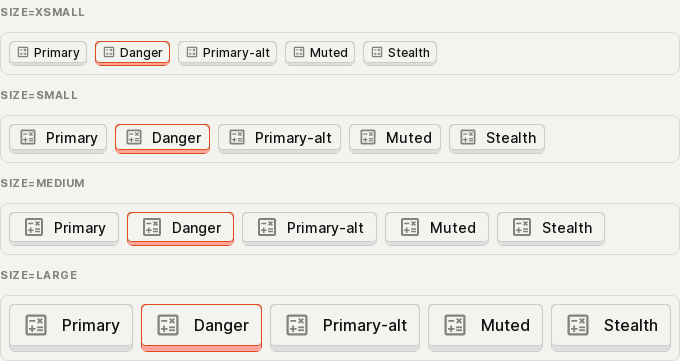 SIZE=XSMALL
Primary Danger Primary-alt Muted Stealth
SIZE=SMALL
Primary Danger Primary-alt Muted Stealth
SIZE=MEDIUM
Primary Danger Primary-alt Muted Stealth
SIZE=LARGE
Primary Danger Primary-alt Muted Stealth